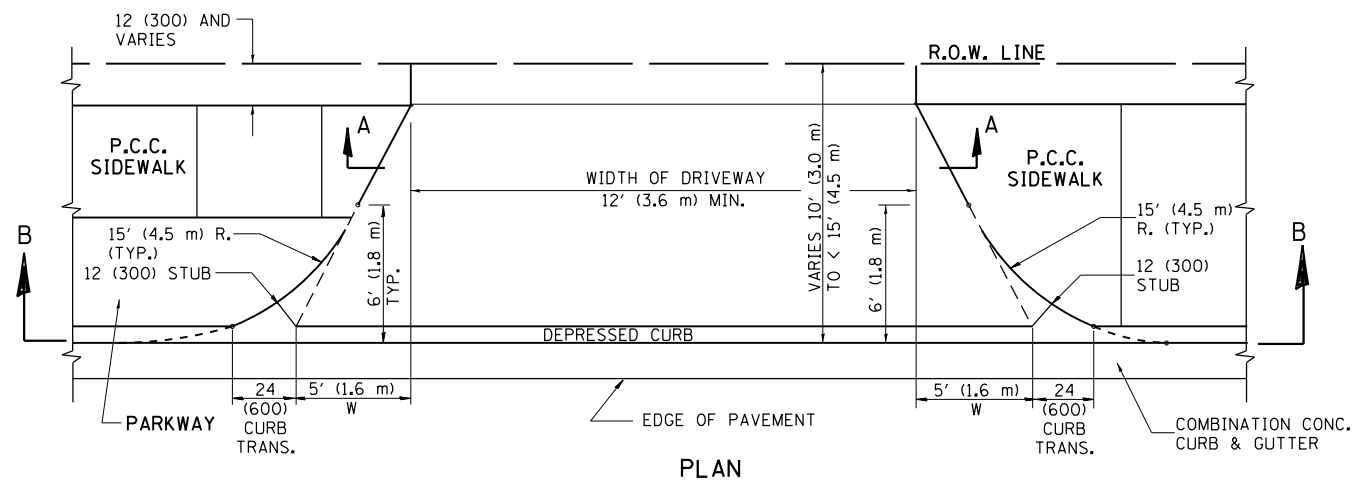 12 (300) AND
VARIES
R.O.W. LINE
A
A
P.C.C.
SIDEWALK
P.C.C.
SIDEWALK
WIDTH OF DRIVEWAY
12' (3.6 m) MIN.
VARIES 10' (3.0 m)
TO < 15' (4.5 m)
15' (4.5 m) R.
(TYP.)
15' (4.5 m)
R. (TYP.)
B
B
12 (300) STUB
12 (300)
STUB
6' (1.8 m)
TYP.
6' (1.8 m)
DEPRESSED CURB
24
(600)
CURB
TRANS.
5' (1.6 m)
W
5' (1.6 m)
W
24
(600)
CURB
TRANS.
PARKWAY
EDGE OF PAVEMENT
COMBINATION CONC.
CURB & GUTTER
PLAN